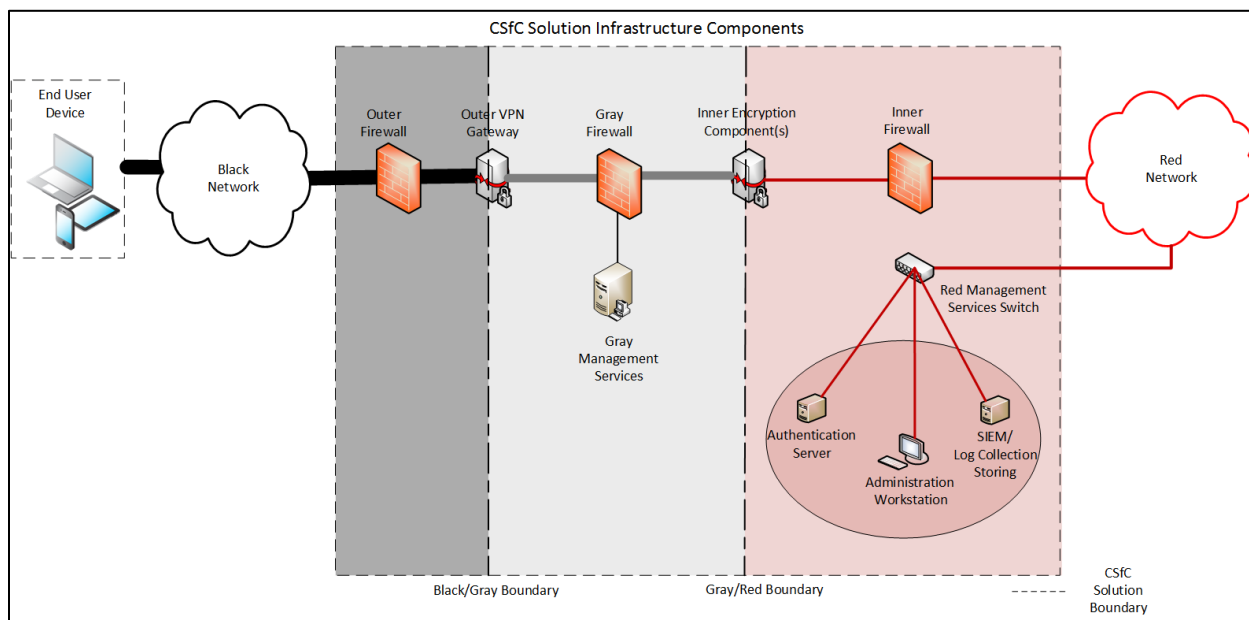 CSfC Solution Infrastructure Components
End User
Device
Black
Network
Outer
Firewall
Outer VPN
Gateway
Gray
Firewall
Inner Encryption
Component(s)
Inner
Firewall
Red
Network
Gray
Management
Services
Red Management
Services Switch
Authentication
Server
Administration
Workstation
SIEM/
Log Collection
Storing
Black/Gray Boundary
Gray/Red Boundary
CSfC
Solution
Boundary